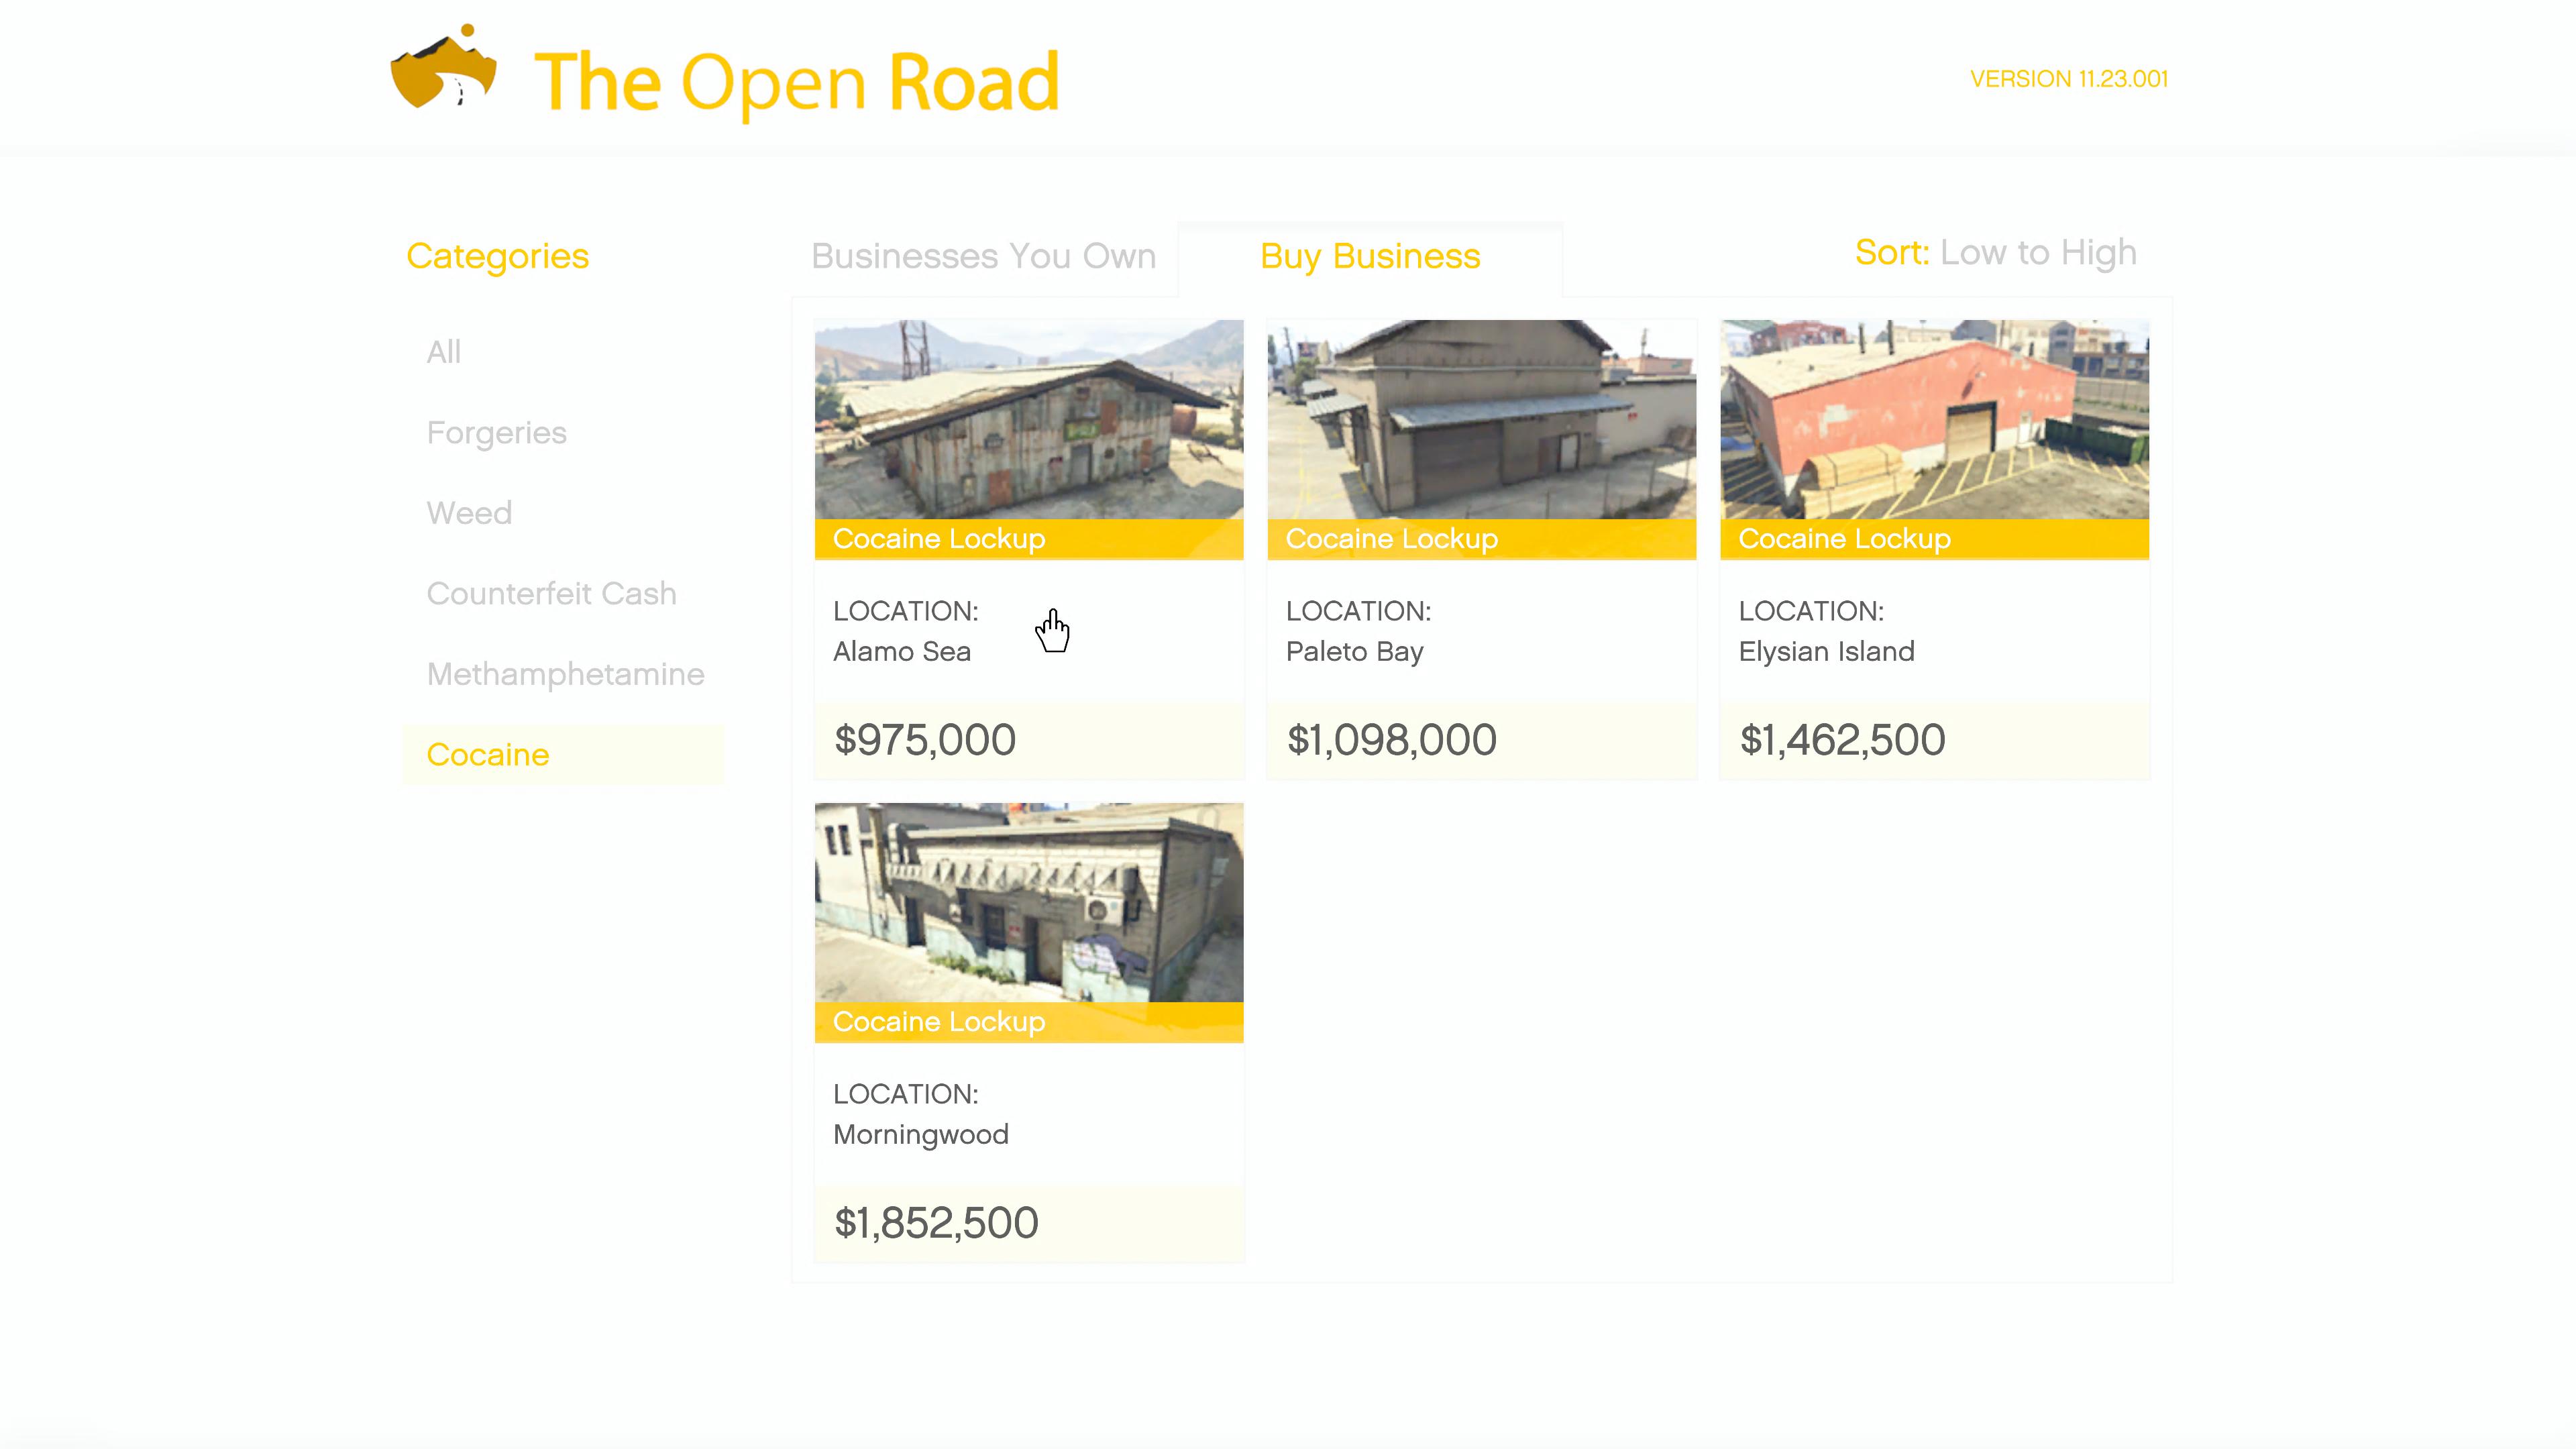 The Open Road
VERSION 11.23.001
Categories
All
Forgeries
Weed
Counterfeit Cash
Methamphetamine
Cocaine
Businesses You Own
Buy Business
Sort: Low to High
Cocaine Lockup
LOCATION:
Alamo Sea
$975,000
Cocaine Lockup
LOCATION:
Paleto Bay
$1,098,000
Cocaine Lockup
LOCATION:
Elysian Island
$1,462,500
Cocaine Lockup
LOCATION:
Morningwood
$1,852,500